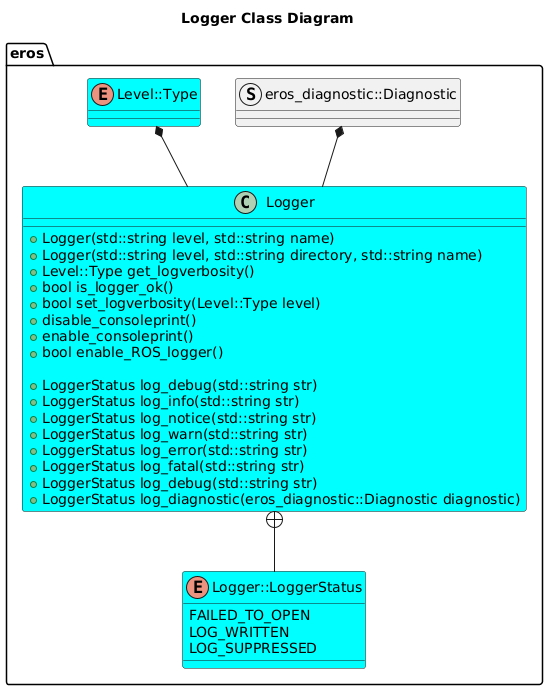 Logger Class Diagram
eros
E Level::Type
S eros_diagnostic::Diagnostic
C Logger
Logger(std::string level, std::string name)
Logger(std::string level, std::string directory, std::string name)
Level::Type get_logverbosity()
bool is_logger_ok()
bool set_logverbosity(Level::Type level)
disable_consoleprint()
enable_consoleprint()
bool enable_ROS_logger()
LoggerStatus log_debug(std::string str)
LoggerStatus log_info(std::string str)
LoggerStatus log_notice(std::string str)
LoggerStatus log_warn(std::string str)
LoggerStatus log_error(std::string str)
LoggerStatus log_fatal(std::string str)
LoggerStatus log_debug(std::string str)
LoggerStatus log_diagnostic(eros_diagnostic::Diagnostic diagnostic)
E Logger::LoggerStatus
FAILED_TO_OPEN
LOG_WRITTEN
LOG_SUPPRESSED